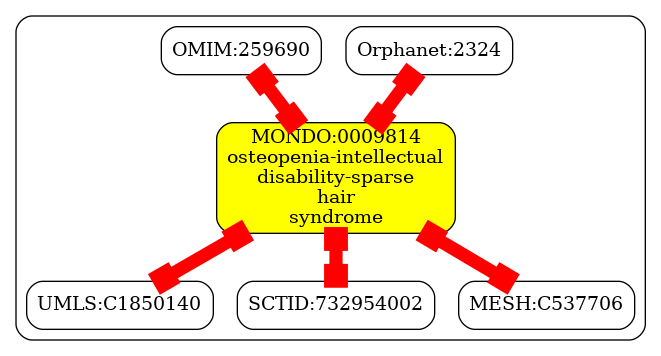 OMIM:259690
Orphanet:2324
MONDO:0009814
osteopenia-intellectual
disability-sparse
hair
syndrome
UMLS:C1850140
SCTID:732954002
MESH:C537706